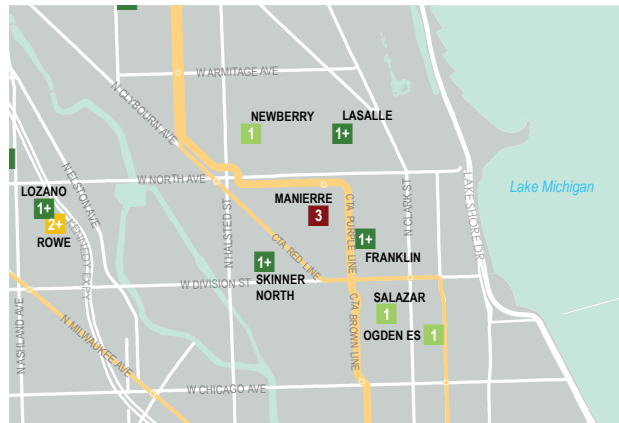 W ARMITAGE AVE
N CLYBOURN AVE
NEWBERRY
LASALLE
1
1+
W NORTH AVE
N ELSTON AVE
LOZANO
1+
2+
ROWE
KENNEDY EXPY
Lake Michigan
LAKE SHORE DR
N CLARK ST
MANIERRE
3
CTA PURPLE LINE
N HALSTED ST
CTA RED LINE
1+
FRANKLIN
1+
SKINNER
NORTH
W DIVISION ST
SALAZAR
1
CTA BROWN LINE
OGDEN ES
1
N ASHLAND AVE
N MILWAUKEE AVE
W CHICAGO AVE